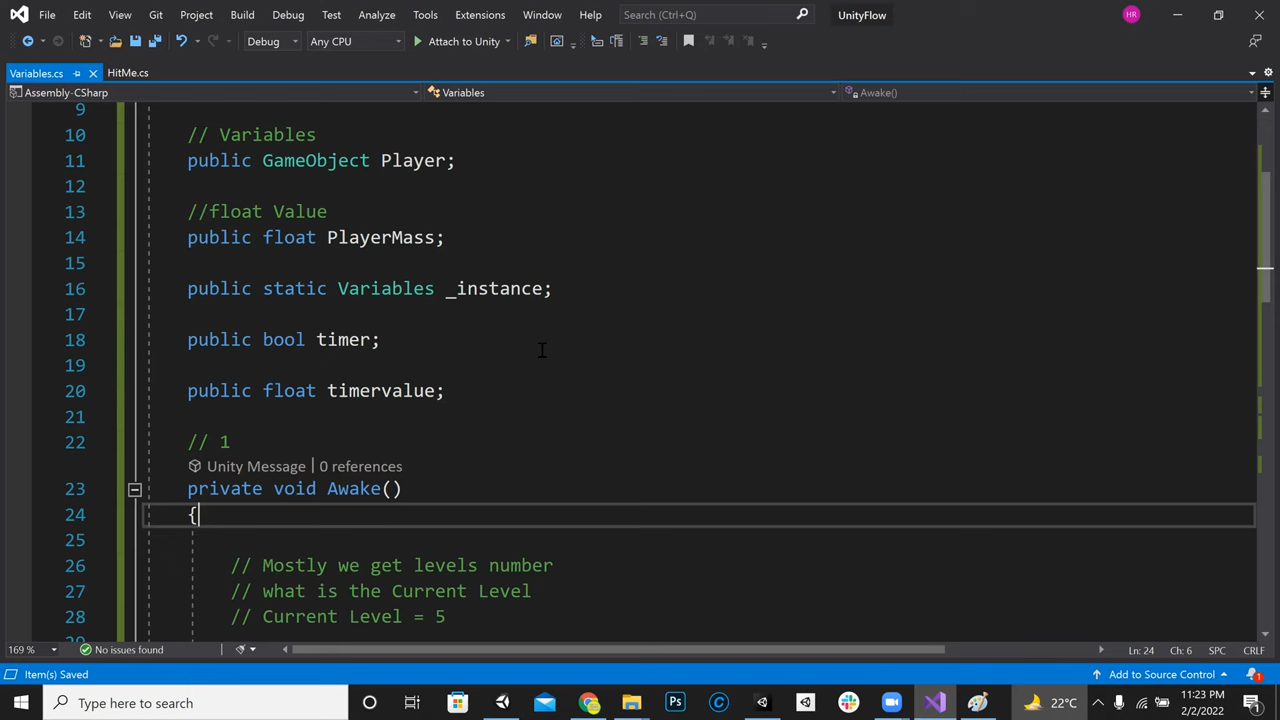 File Edit View Git Project Build Debug Test Analyze Tools Extensions Window Help Search (Ctrl+Q) UnityFlow HR
Debug Any CPU Attach to Unity
Variables.cs HitMe.cs
Assembly-CSharp Variables Awake()
9
10 // Variables
11 public GameObject Player;
12
13 //float Value
14 public float PlayerMass;
15
16 public static Variables _instance;
17
18 public bool timer;
19
20 public float timervalue;
21
22 // 1
Unity Message | 0 references
23 private void Awake()
24 {
25
26 // Mostly we get levels number
27 // what is the Current Level
28 // Current Level = 5
169 % No issues found Ln: 24 Ch: 6 SPC CRLF
Item(s) Saved Add to Source Control 1
Type here to search Ps 22°C 11:23 PM
2/2/2022